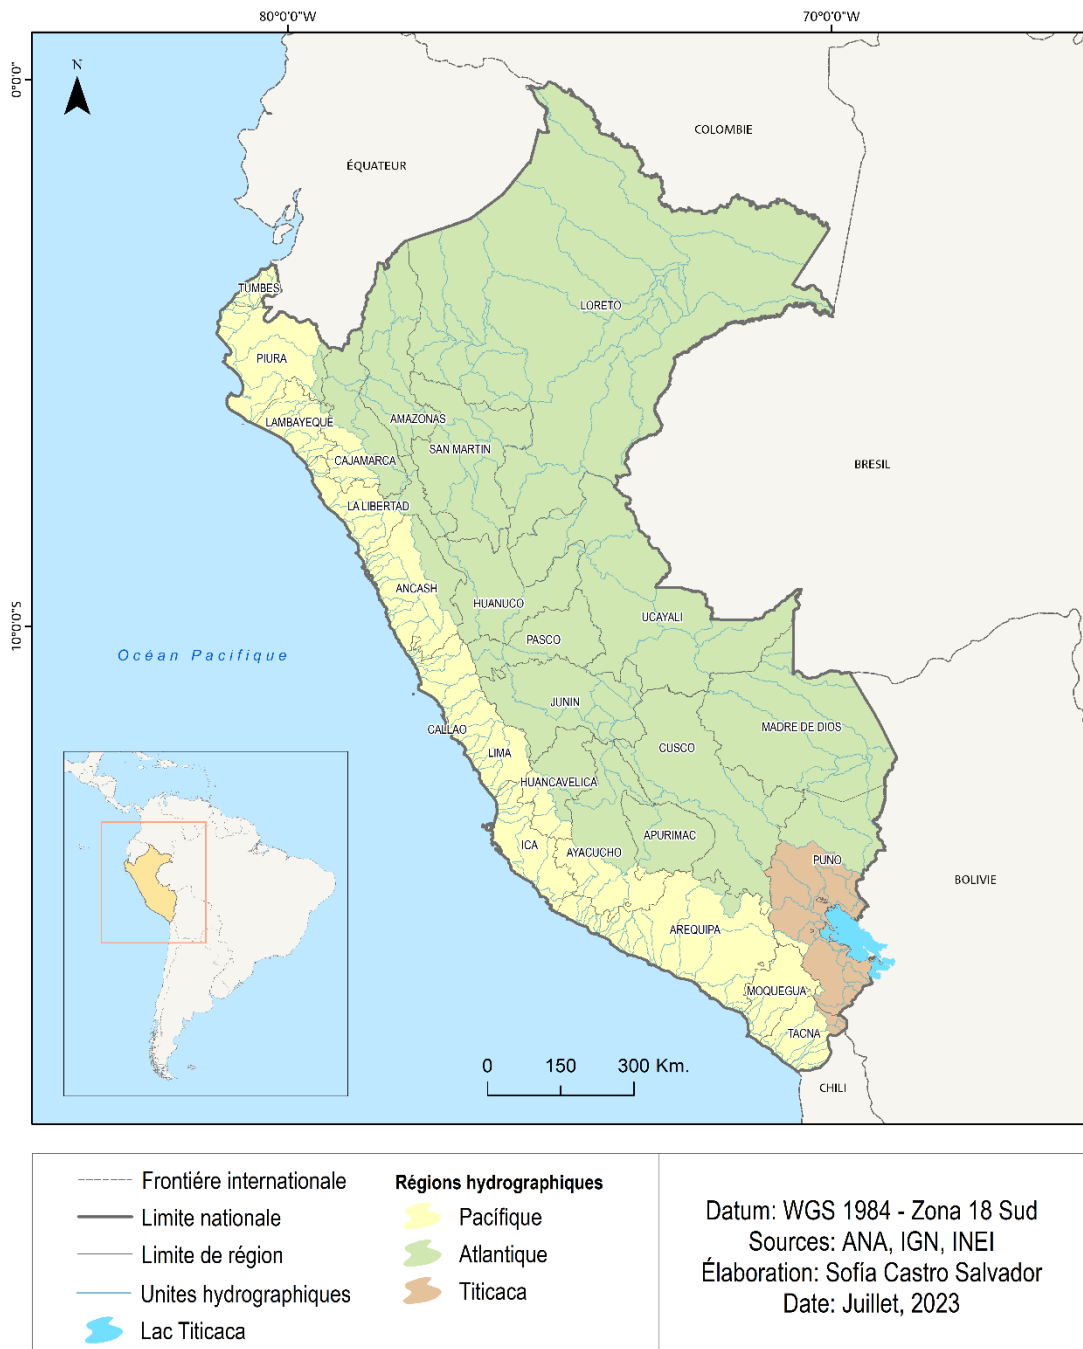 80°0'0"W
70°0'0"W
0°0'0"
N
COLOMBIE
ÉQUATEUR
TUMBES
LORETO
PIURA
AMAZONAS
LAMBAYEQUE
SAN MARTIN
CAJAMARCA
BRESIL
LA LIBERTAD
ANCASH
HUANUCO
UCAYALI
10°0'0"S
PASCO
Océan Pacifique
JUNIN
MADRE DE DIOS
CALLAO
CUSCO
LIMA
HUANCAVELICA
APURIMAC
ICA
AYACUCHO
PUNO
BOLIVIE
AREQUIPA
MOQUEGUA
TACNA
0 150 300 Km.
CHILI
Frontiére internationale
Limite nationale
Limite de région
Unites hydrographiques
Lac Titicaca
Régions hydrographiques
Pacífique
Atlantique
Titicaca
Datum: WGS 1984 - Zona 18 Sud
Sources: ANA, IGN, INEI
Élaboration: Sofía Castro Salvador
Date: Juillet, 2023